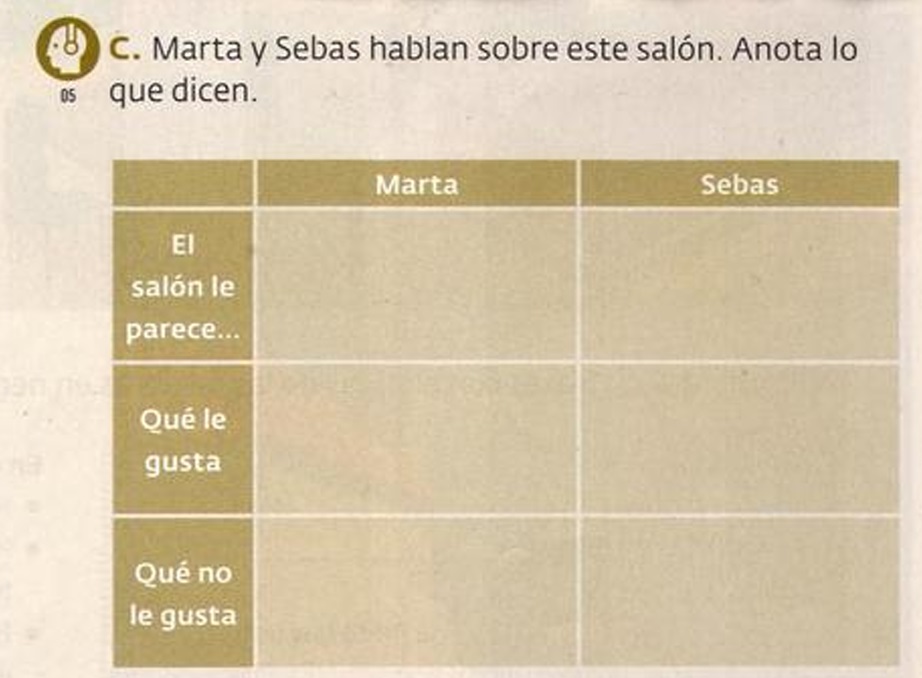 C. Marta y Sebas hablan sobre este salón. Anota lo
05 que dicen.
Marta Sebas
El
salón le
parece...
Qué le
gusta
Qué no
le gusta